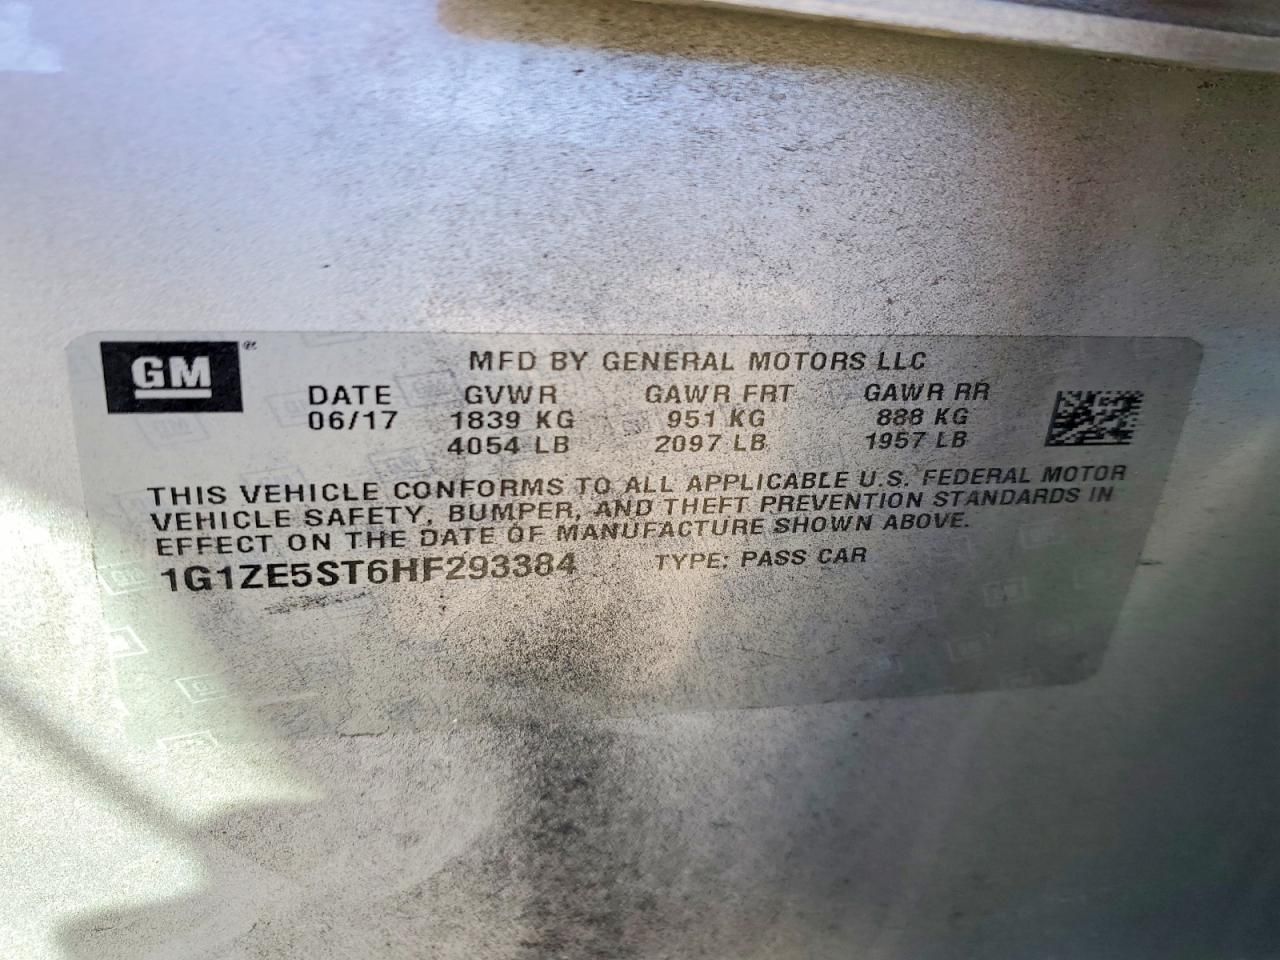 GM
MFD BY GENERAL MOTORS LLC
DATE GVWR GAWR FRT GAWR RR
06/17 1839 KG 951 KG 888 KG
4054 LB 2097 LB 1957 LB
THIS VEHICLE CONFORMS TO ALL APPLICABLE U.S. FEDERAL MOTOR
VEHICLE SAFETY, BUMPER, AND THEFT PREVENTION STANDARDS IN
EFFECT ON THE DATE OF MANUFACTURE SHOWN ABOVE.
1G1ZE5ST6HF293384 TYPE: PASS CAR